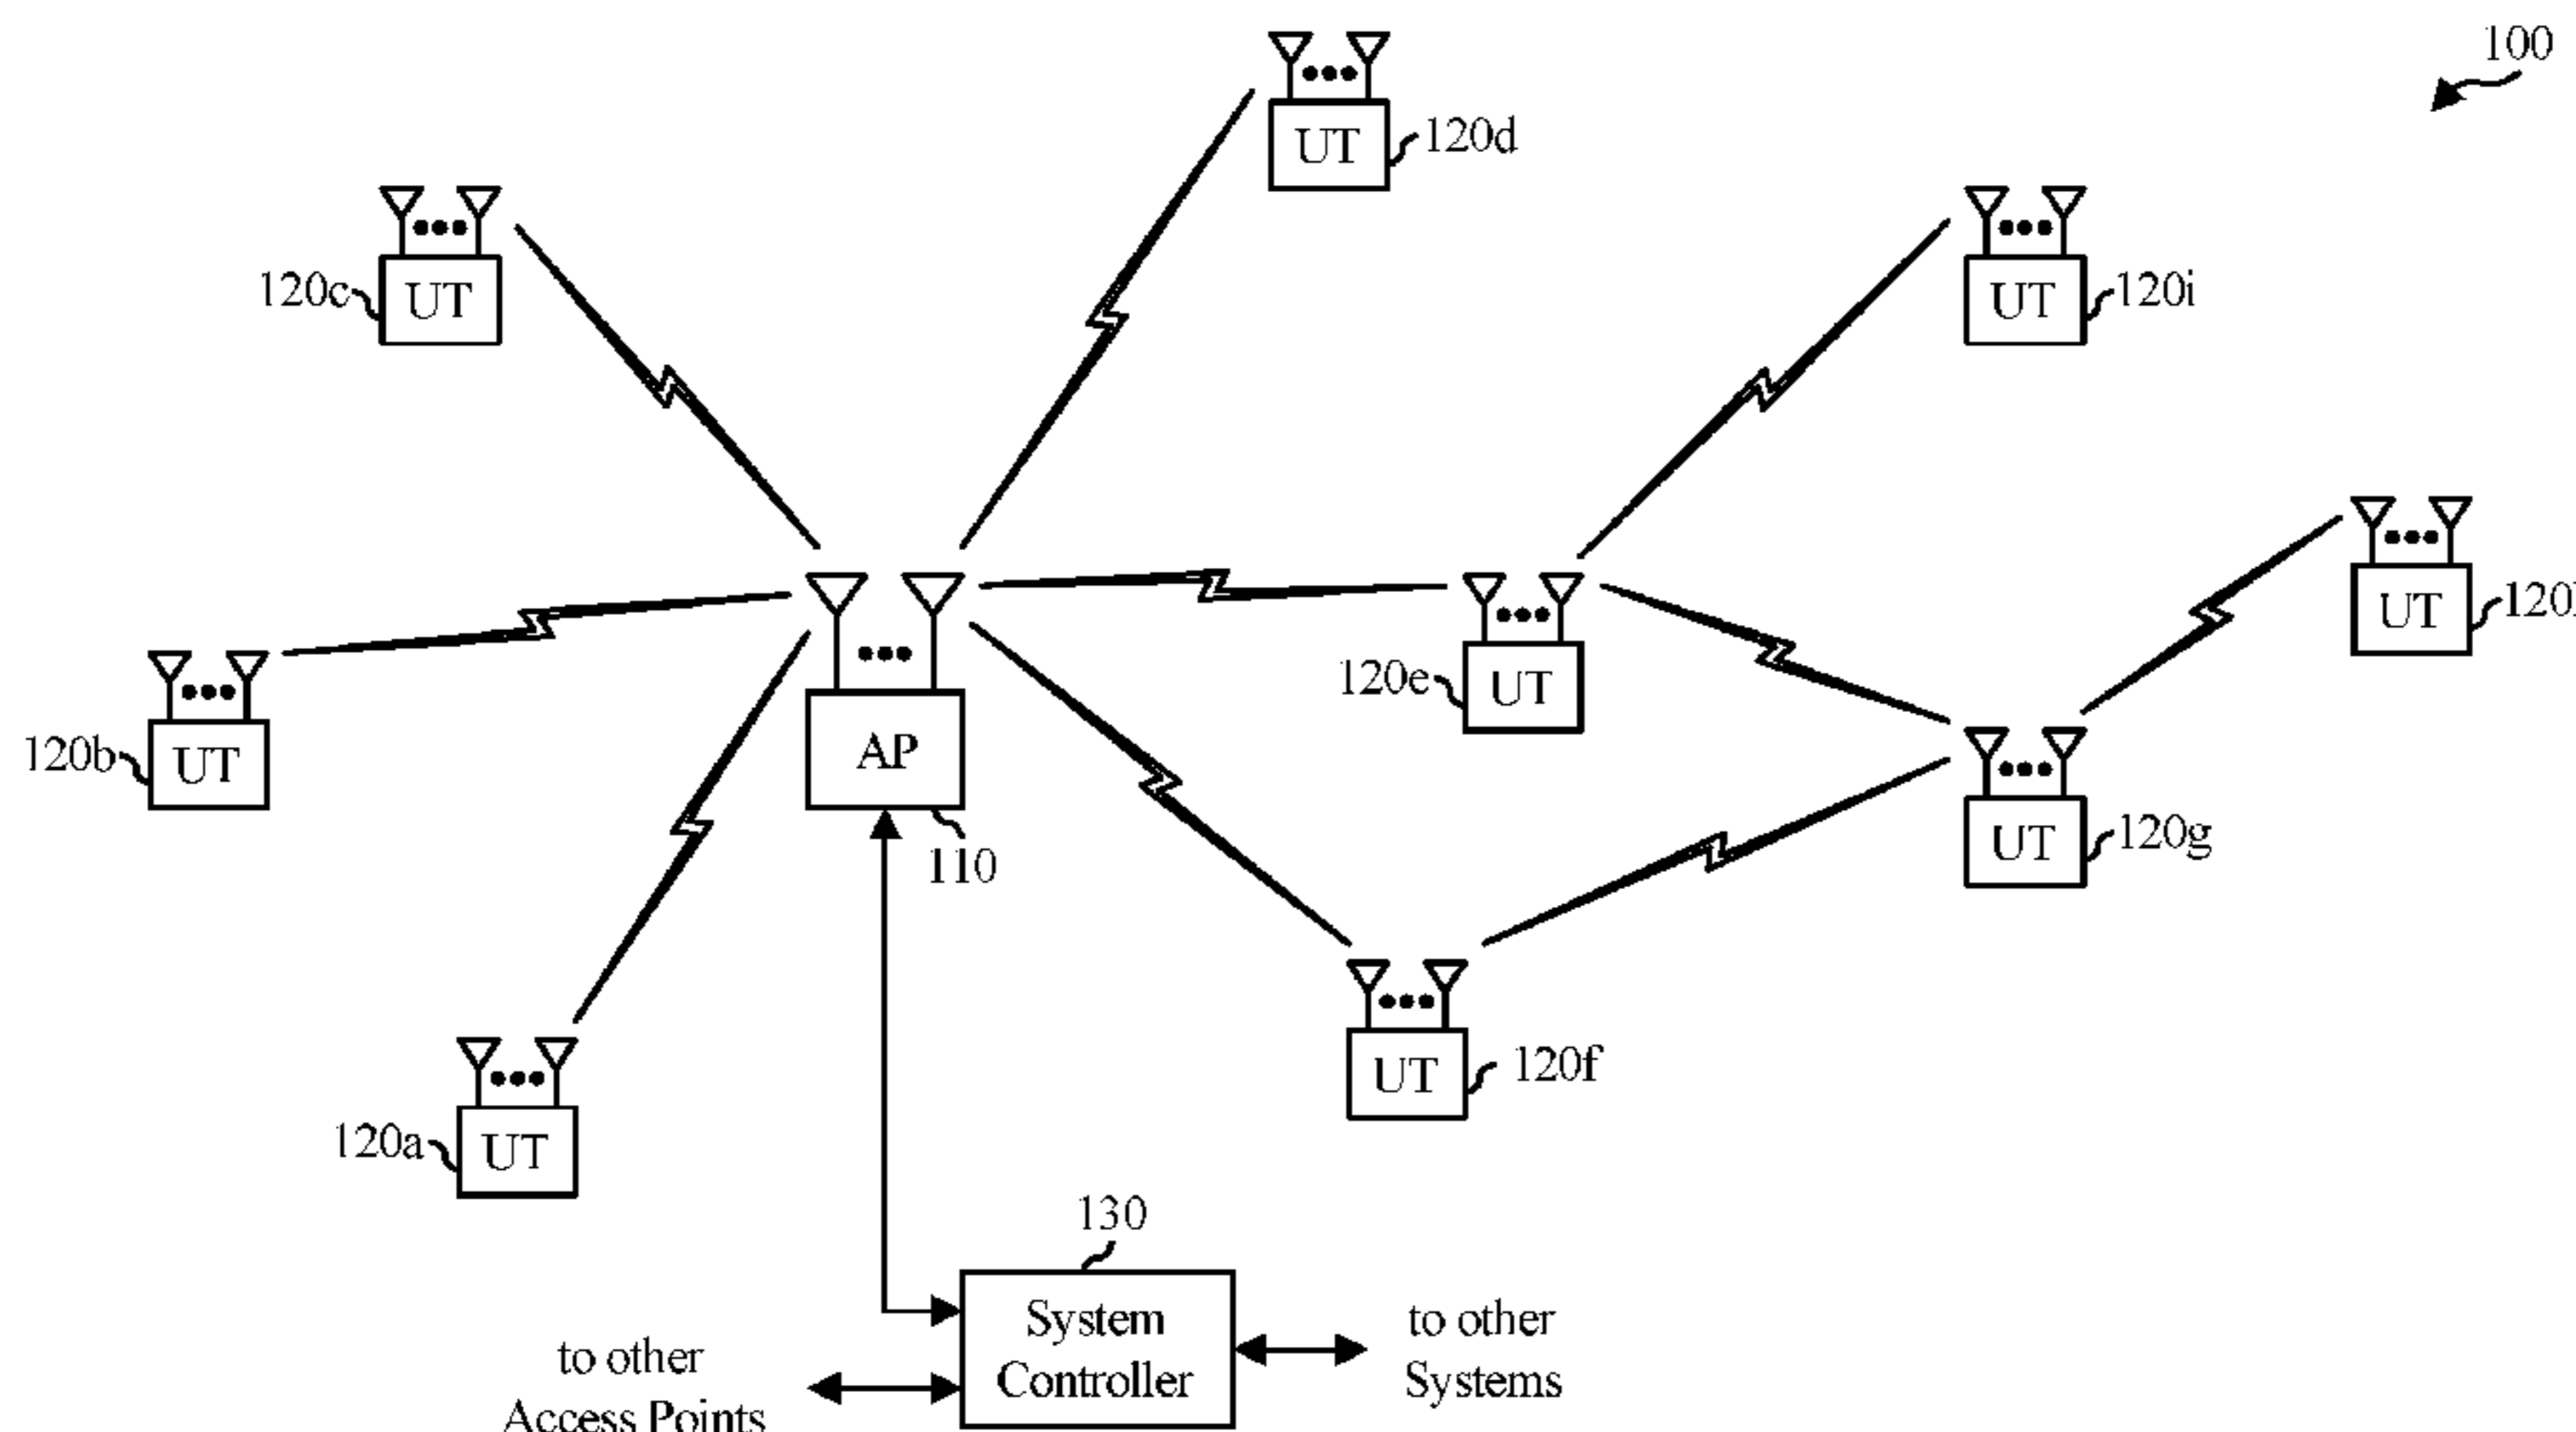 100
UT
120d
UT
120c
UT
120i
UT
UT
120e
UT
120b
AP
110
UT
120g
UT
120f
UT
120a
130
System
Controller
to other
Access Points
to other
Systems